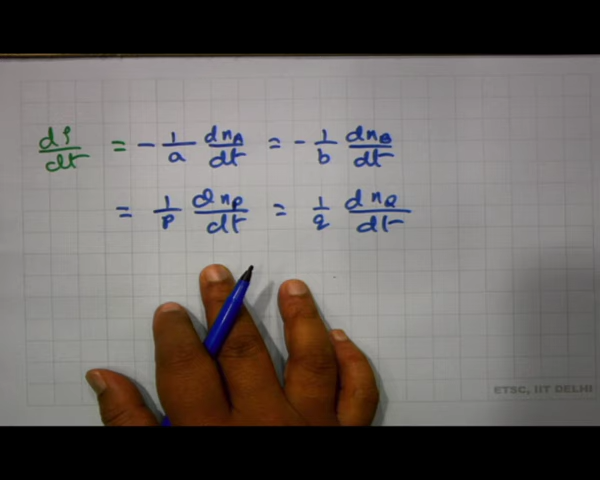 dξ/dt = - 1/a dn_A/dt = - 1/b dn_B/dt
= 1/p dn_P/dt = 1/q dn_Q/dt
ETSC, IIT DELHI